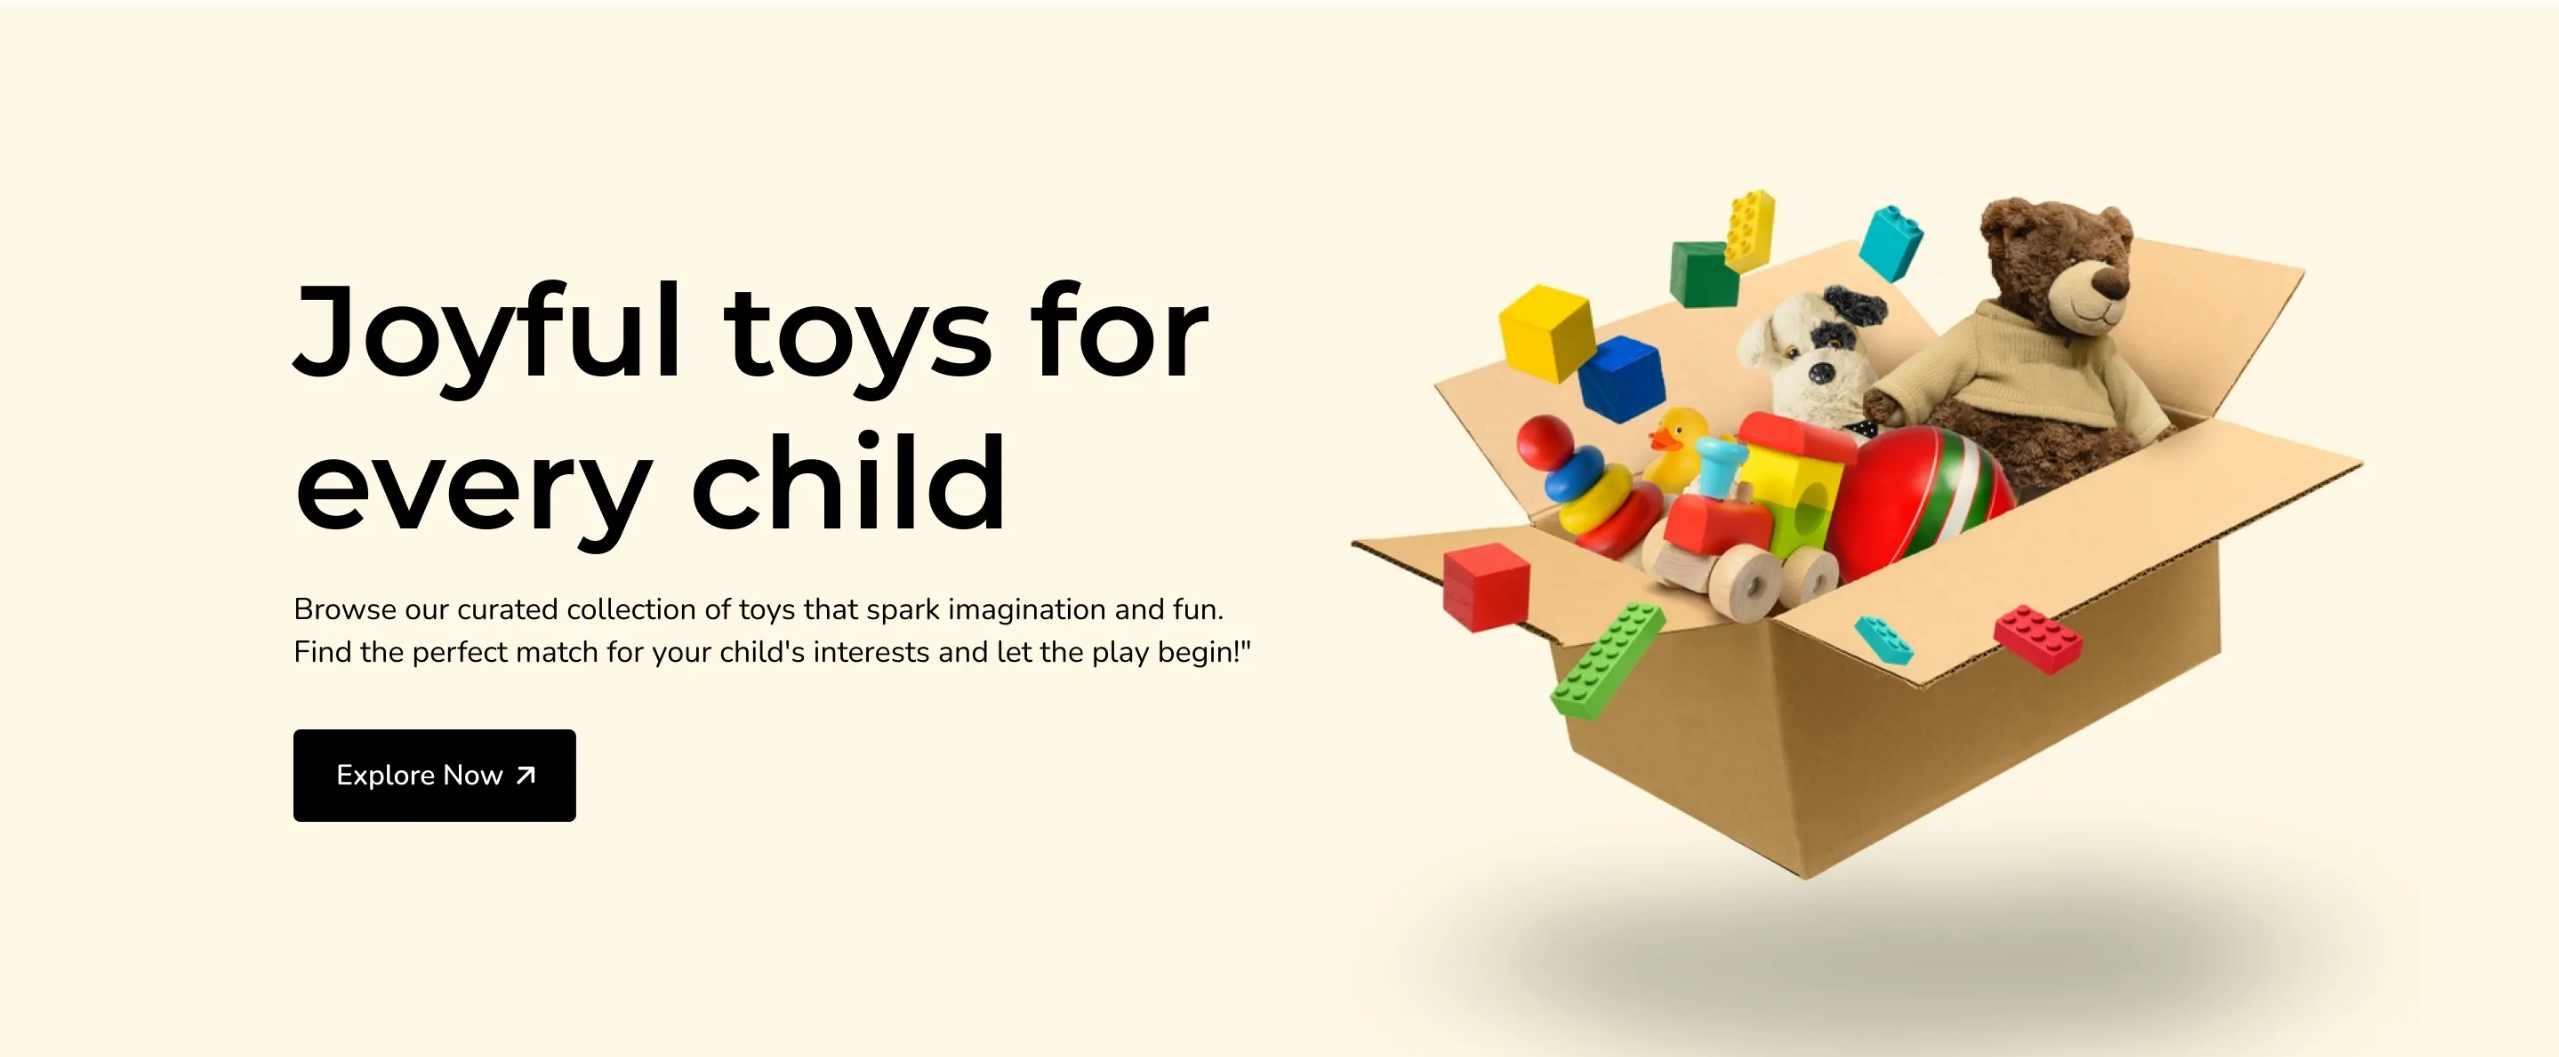 Joyful toys for
every child
Browse our curated collection of toys that spark imagination and fun.
Find the perfect match for your child's interests and let the play begin!"
Explore Now